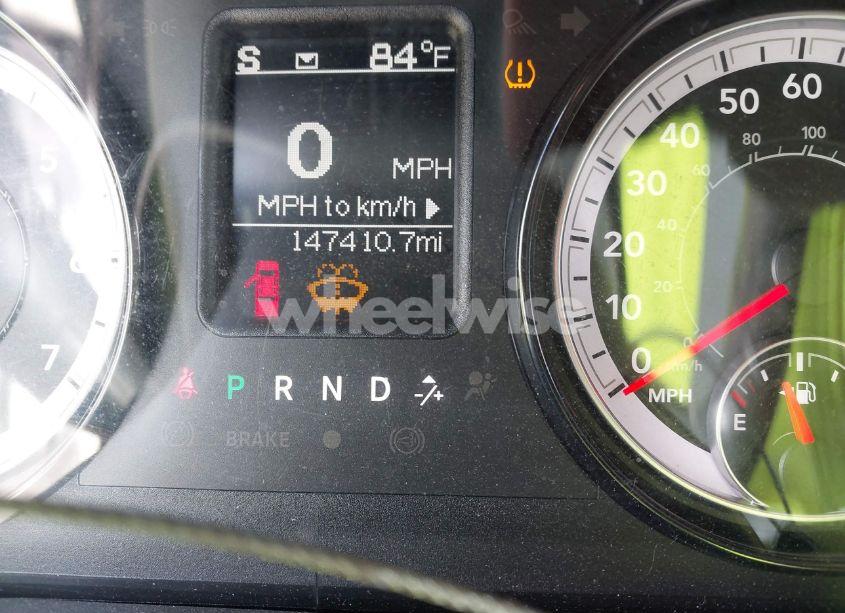 S 84°F
0 MPH
MPH to km/h
147410.7mi
wheelwise
P R N D -/+
BRAKE
5
6
7
0 10 20 30 40 50 60
0 20 40 60 80 100
km/h
MPH
E